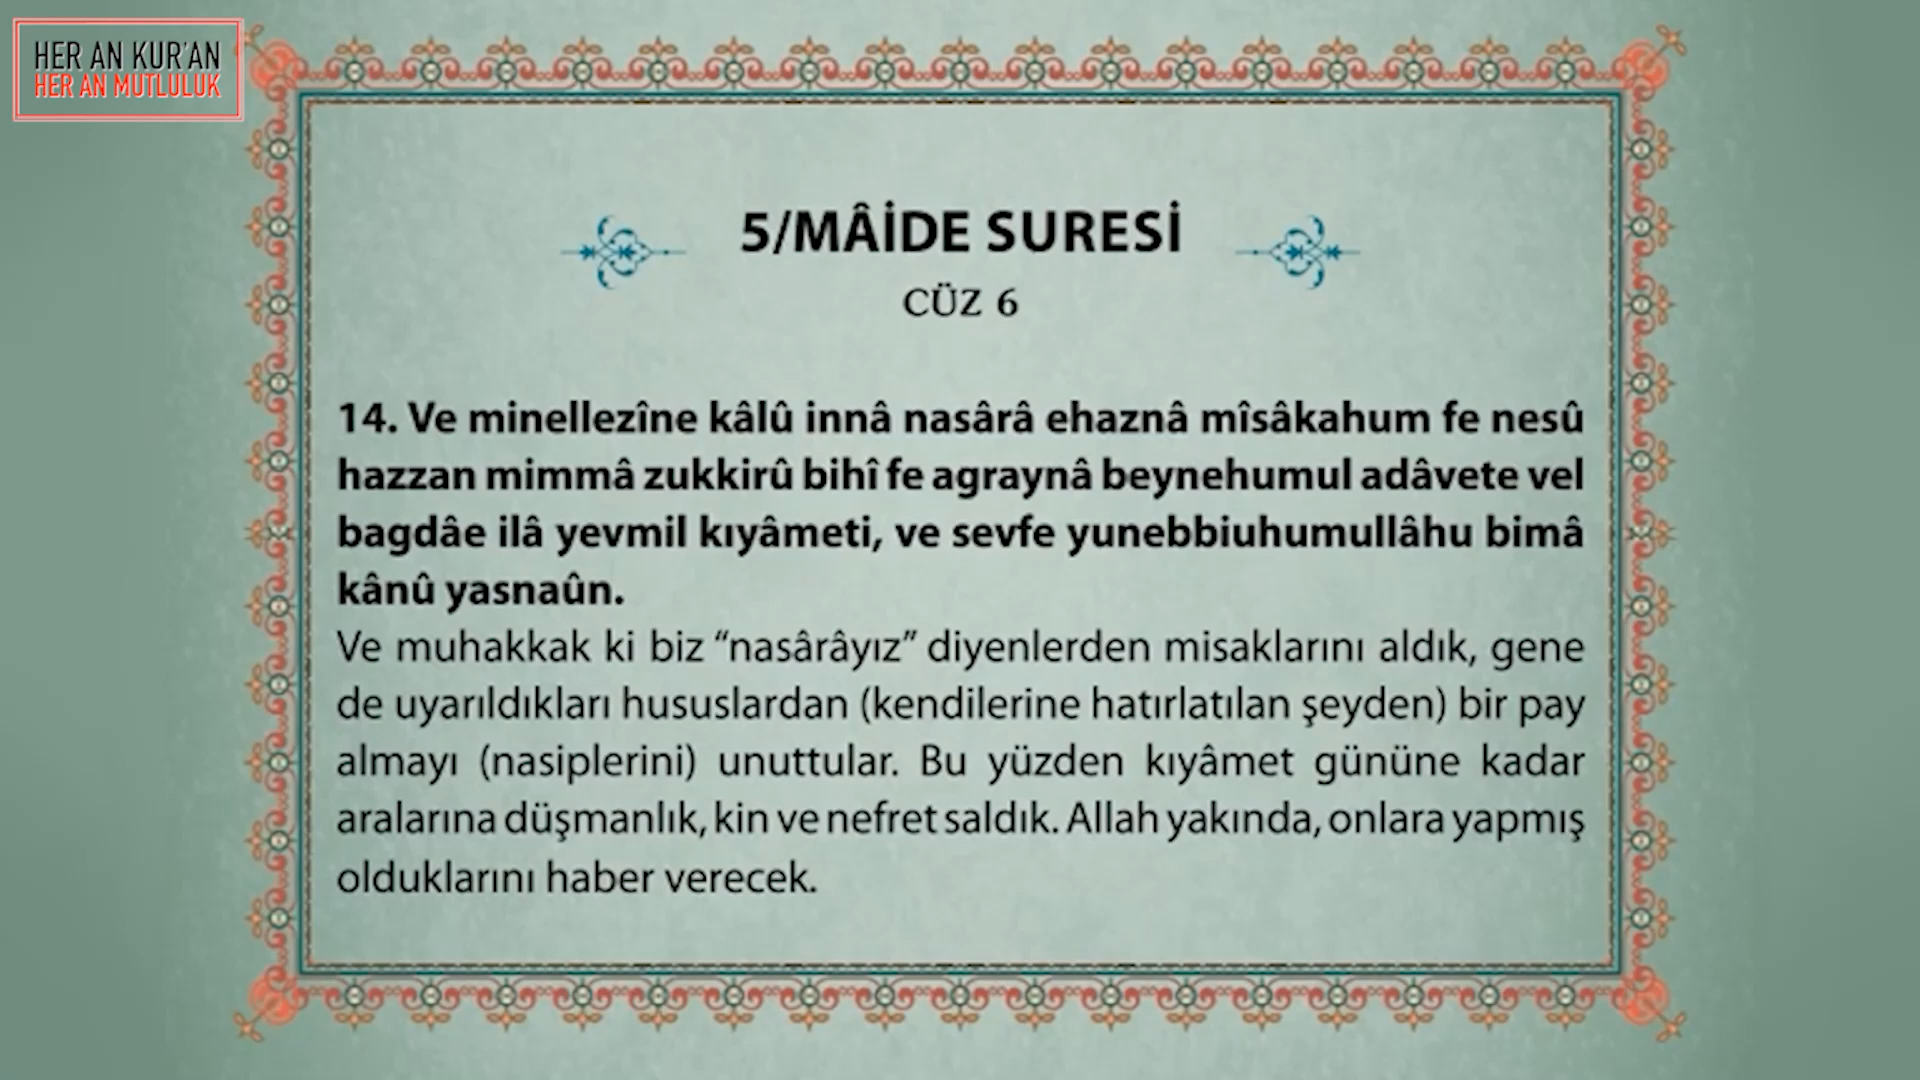 HER AN KUR'AN
HER AN MUTLULUK
5/MÂİDE SURESİ
CÜZ 6
14. Ve minellezîne kâlû innâ nasârâ ehaznâ mîsâkahum fe nesû
hazzan mimmâ zukkirû bihî fe agraynâ beynehumul adâvete vel
bagdâe ilâ yevmil kıyâmeti, ve sevfe yunebbiuhumullâhu bimâ
kânû yasnaûn.
Ve muhakkak ki biz “nasârâyız” diyenlerden misaklarını aldık, gene
de uyarıldıkları hususlardan (kendilerine hatırlatılan şeyden) bir pay
almayı (nasiplerini) unuttular. Bu yüzden kıyâmet gününe kadar
aralarına düşmanlık, kin ve nefret saldık. Allah yakında, onlara yapmış
olduklarını haber verecek.